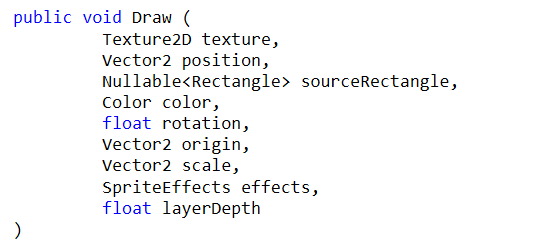 public void Draw (
Texture2D texture,
Vector2 position,
Nullable<Rectangle> sourceRectangle,
Color color,
float rotation,
Vector2 origin,
Vector2 scale,
SpriteEffects effects,
float layerDepth
)